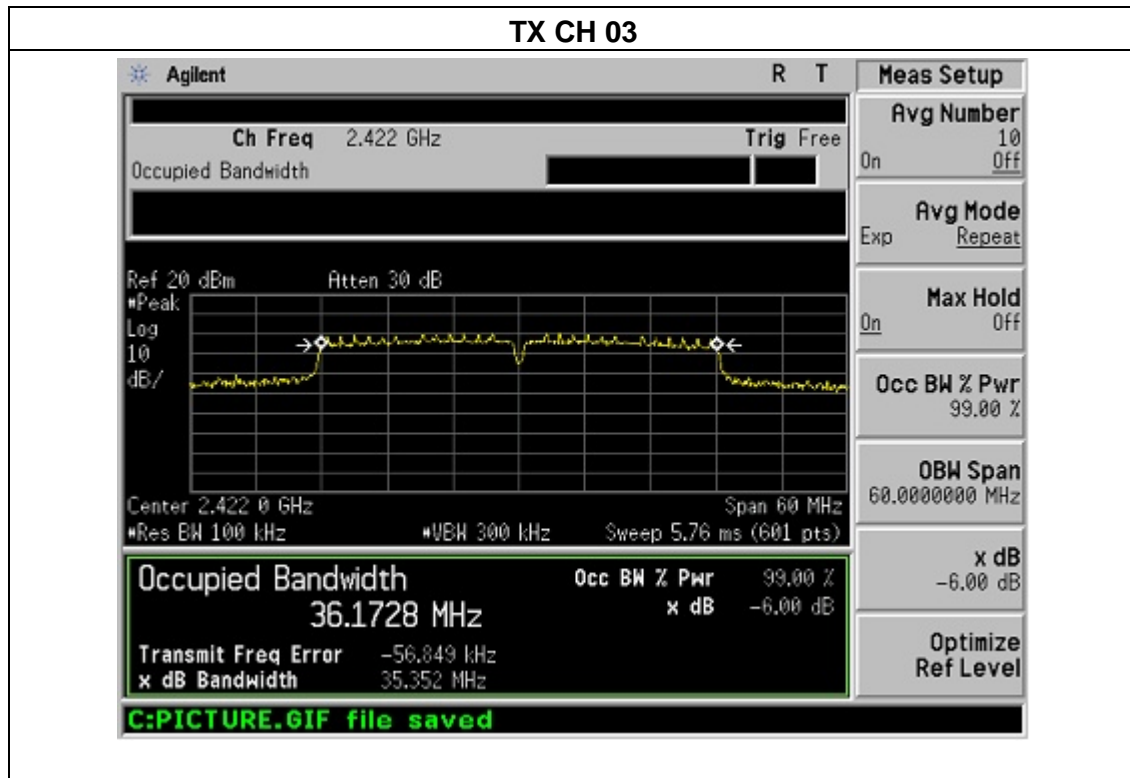 TX CH 03
Agilent R T
Ch Freq 2.422 GHz Trig Free
Occupied Bandwidth
Ref 20 dBm Atten 30 dB
#Peak
Log
10
dB/
Center 2.422 0 GHz Span 60 MHz
#Res BW 100 kHz #VBW 300 kHz Sweep 5.76 ms (601 pts)
Occupied Bandwidth Occ BW % Pwr 99.00 %
36.1728 MHz x dB -6.00 dB
Transmit Freq Error -56.849 kHz
x dB Bandwidth 35.352 MHz
C:PICTURE.GIF file saved
Meas Setup
Avg Number
10
On Off
Avg Mode
Exp Repeat
Max Hold
On Off
Occ BW % Pwr
99.00 %
OBW Span
60.0000000 MHz
x dB
-6.00 dB
Optimize
Ref Level